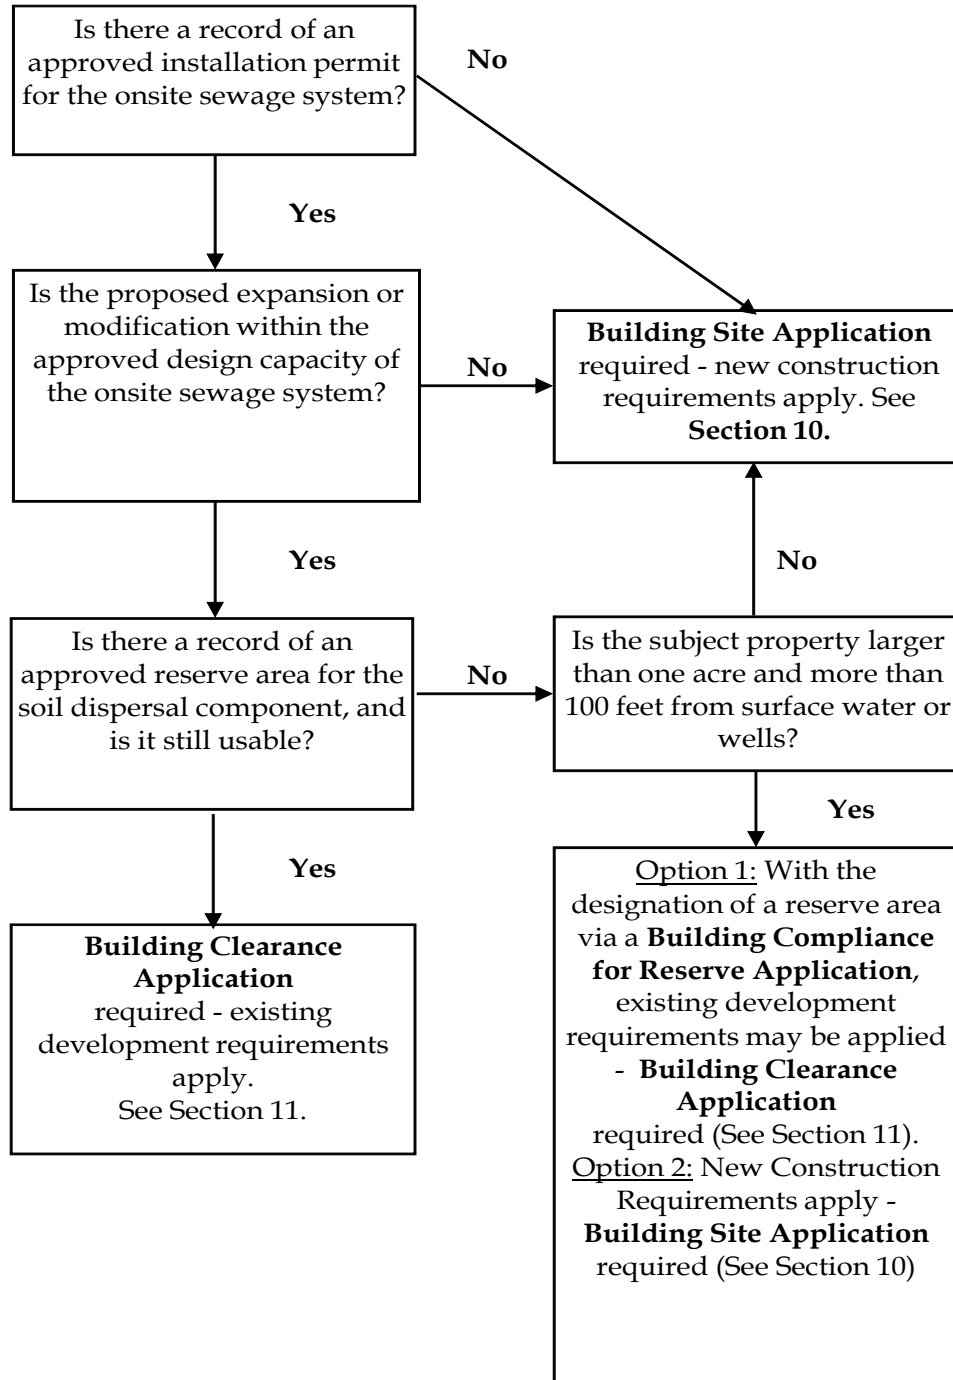 Is there a record of an
approved installation permit
for the onsite sewage system?
No
Yes
Is the proposed expansion or
modification within the
approved design capacity of
the onsite sewage system?
No
Building Site Application
required - new construction
requirements apply. See
Section 10.
Yes
No
Is there a record of an
approved reserve area for the
soil dispersal component, and
is it still usable?
No
Is the subject property larger
than one acre and more than
100 feet from surface water or
wells?
Yes
Yes
Building Clearance
Application
required - existing
development requirements
apply.
See Section 11.
Option 1: With the
designation of a reserve area
via a Building Compliance
for Reserve Application,
existing development
requirements may be applied
- Building Clearance
Application
required (See Section 11).
Option 2: New Construction
Requirements apply -
Building Site Application
required (See Section 10)